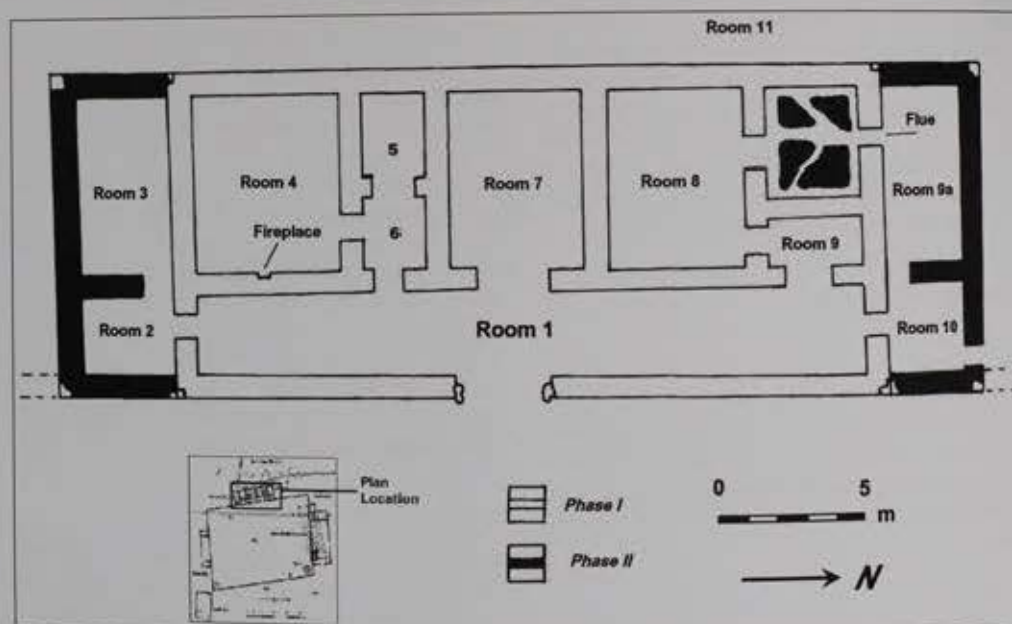 Room 11
Flue
5
Room 3
Room 4
Room 7
Room 8
Room 9a
Fireplace
6
Room 9
Room 2
Room 1
Room 10
Plan
Location
Phase I
Phase II
0 5
m
N